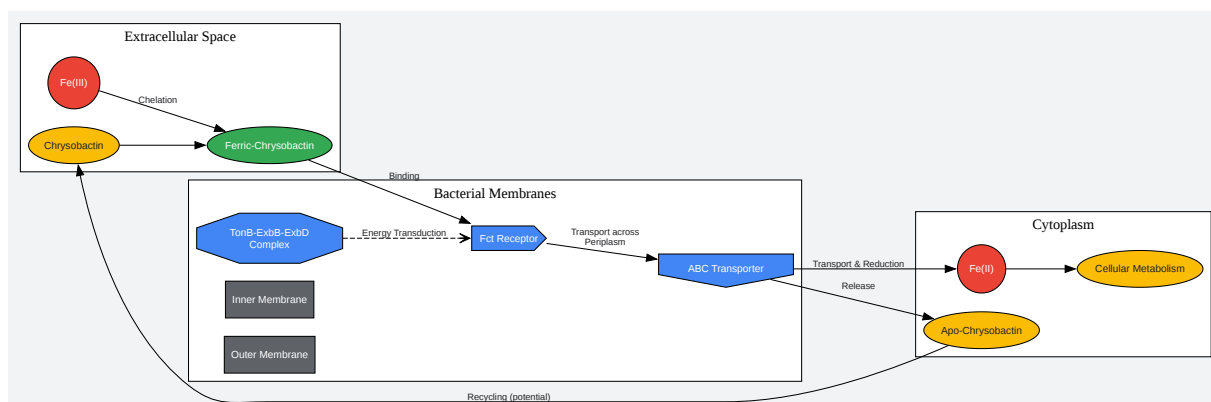 Extracellular Space
Fe(III)
Chelation
Chrysobactin
Ferric-Chrysobactin
Binding
Bacterial Membranes
TonB-ExbB-ExbD
Complex
Energy Transduction
Fct Receptor
Transport across
Periplasm
ABC Transporter
Inner Membrane
Outer Membrane
Cytoplasm
Transport & Reduction
Fe(II)
Cellular Metabolism
Release
Apo-Chrysobactin
Recycling (potential)